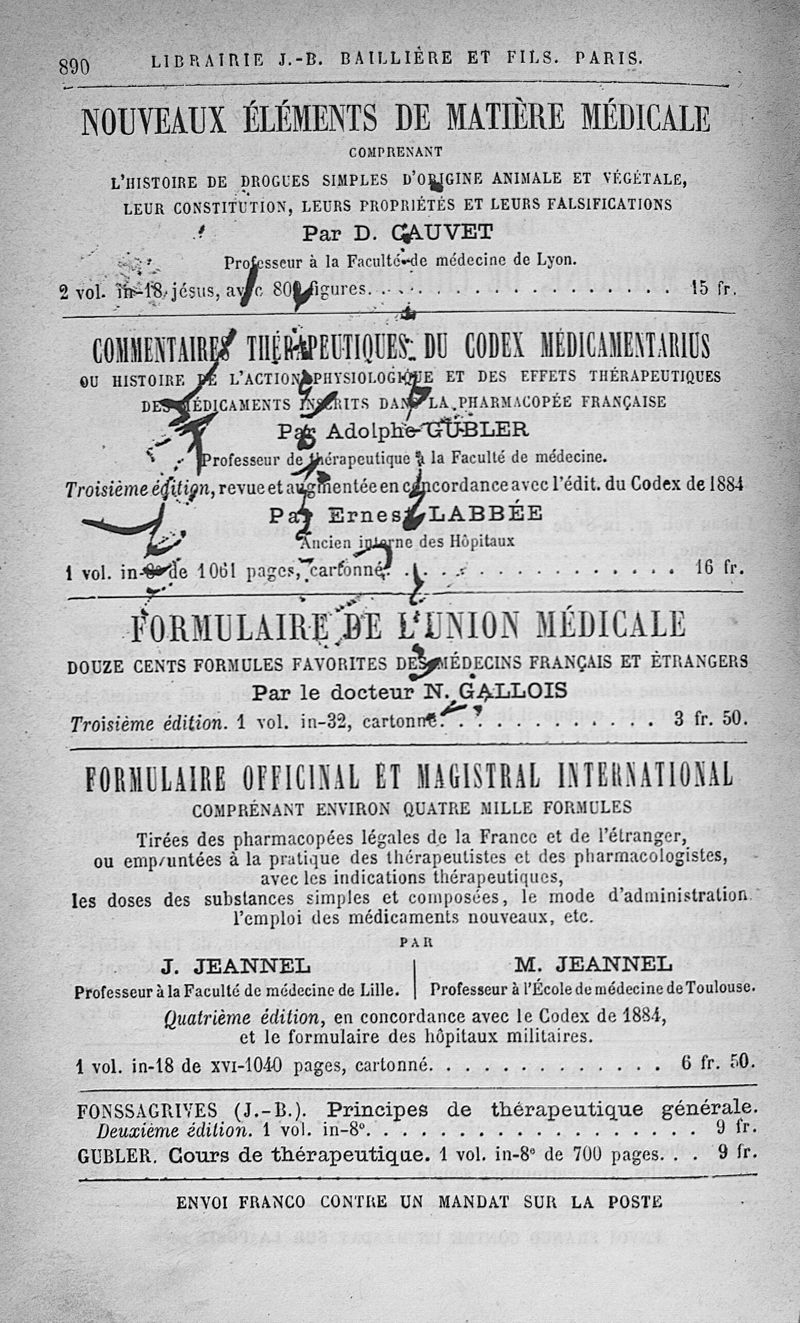 890 LIBRAIRIE J.-B. BAILLIÈRE ET FILS. PARIS.
NOUVEAUX ÉLÉMENTS DE MATIÈRE MÉDICALE
COMPRENANT
L'HISTOIRE DE DROGUES SIMPLES D'ORIGINE ANIMALE ET VÉGÉTALE,
LEUR CONSTITUTION, LEURS PROPRIÉTÉS ET LEURS FALSIFICATIONS
Par D. CAUVET
Professeur à la Faculté de médecine de Lyon.
2 vol. in-18 jésus, avec 800 figures. . . . . . . . . . . . . . . . . . 15 fr.
COMMENTAIRES THÉRAPEUTIQUES DU CODEX MÉDICAMENTARIUS
OU HISTOIRE DE L'ACTION PHYSIOLOGIQUE ET DES EFFETS THÉRAPEUTIQUES
DES MÉDICAMENTS INSCRITS DANS LA PHARMACOPÉE FRANÇAISE
Par Adolphe GUBLER
Professeur de thérapeutique à la Faculté de médecine.
Troisième édition, revue et augmentée en concordance avec l'édit. du Codex de 1884
Par Ernest LABBÉE
Ancien interne des Hôpitaux
1 vol. in-8° de 1061 pages, cartonné. . . . . . . . . . . . . . . . 16 fr.
FORMULAIRE DE L'UNION MÉDICALE
DOUZE CENTS FORMULES FAVORITES DES MÉDECINS FRANÇAIS ET ÈTRANGERS
Par le docteur N. GALLOIS
Troisième édition. 1 vol. in-32, cartonné. . . . . . . . . . . . 3 fr. 50.
FORMULAIRE OFFICINAL ET MAGISTRAL INTERNATIONAL
COMPRÉNANT ENVIRON QUATRE MILLE FORMULES
Tirées des pharmacopées légales de la France et de l'étranger,
ou empruntées à la pratique des thérapeutistes et des pharmacologistes,
avec les indications thérapeutiques,
les doses des substances simples et composées, le mode d'administration
l'emploi des médicaments nouveaux, etc.
PAR
J. JEANNEL M. JEANNEL
Professeur à la Faculté de médecine de Lille. Professeur à l'École de médecine de Toulouse.
Quatrième édition, en concordance avec le Codex de 1884,
et le formulaire des hôpitaux militaires.
1 vol. in-18 de XVI-1040 pages, cartonné. . . . . . . . . . . . . 6 fr. 50.
FONSSAGRIVES (J.-B.). Principes de thérapeutique générale.
Deuxième édition. 1 vol. in-8°. . . . . . . . . . . . . . . . . . 9 fr.
GUBLER. Cours de thérapeutique. 1 vol. in-8° de 700 pages. . . 9 fr.
ENVOI FRANCO CONTRE UN MANDAT SUR LA POSTE